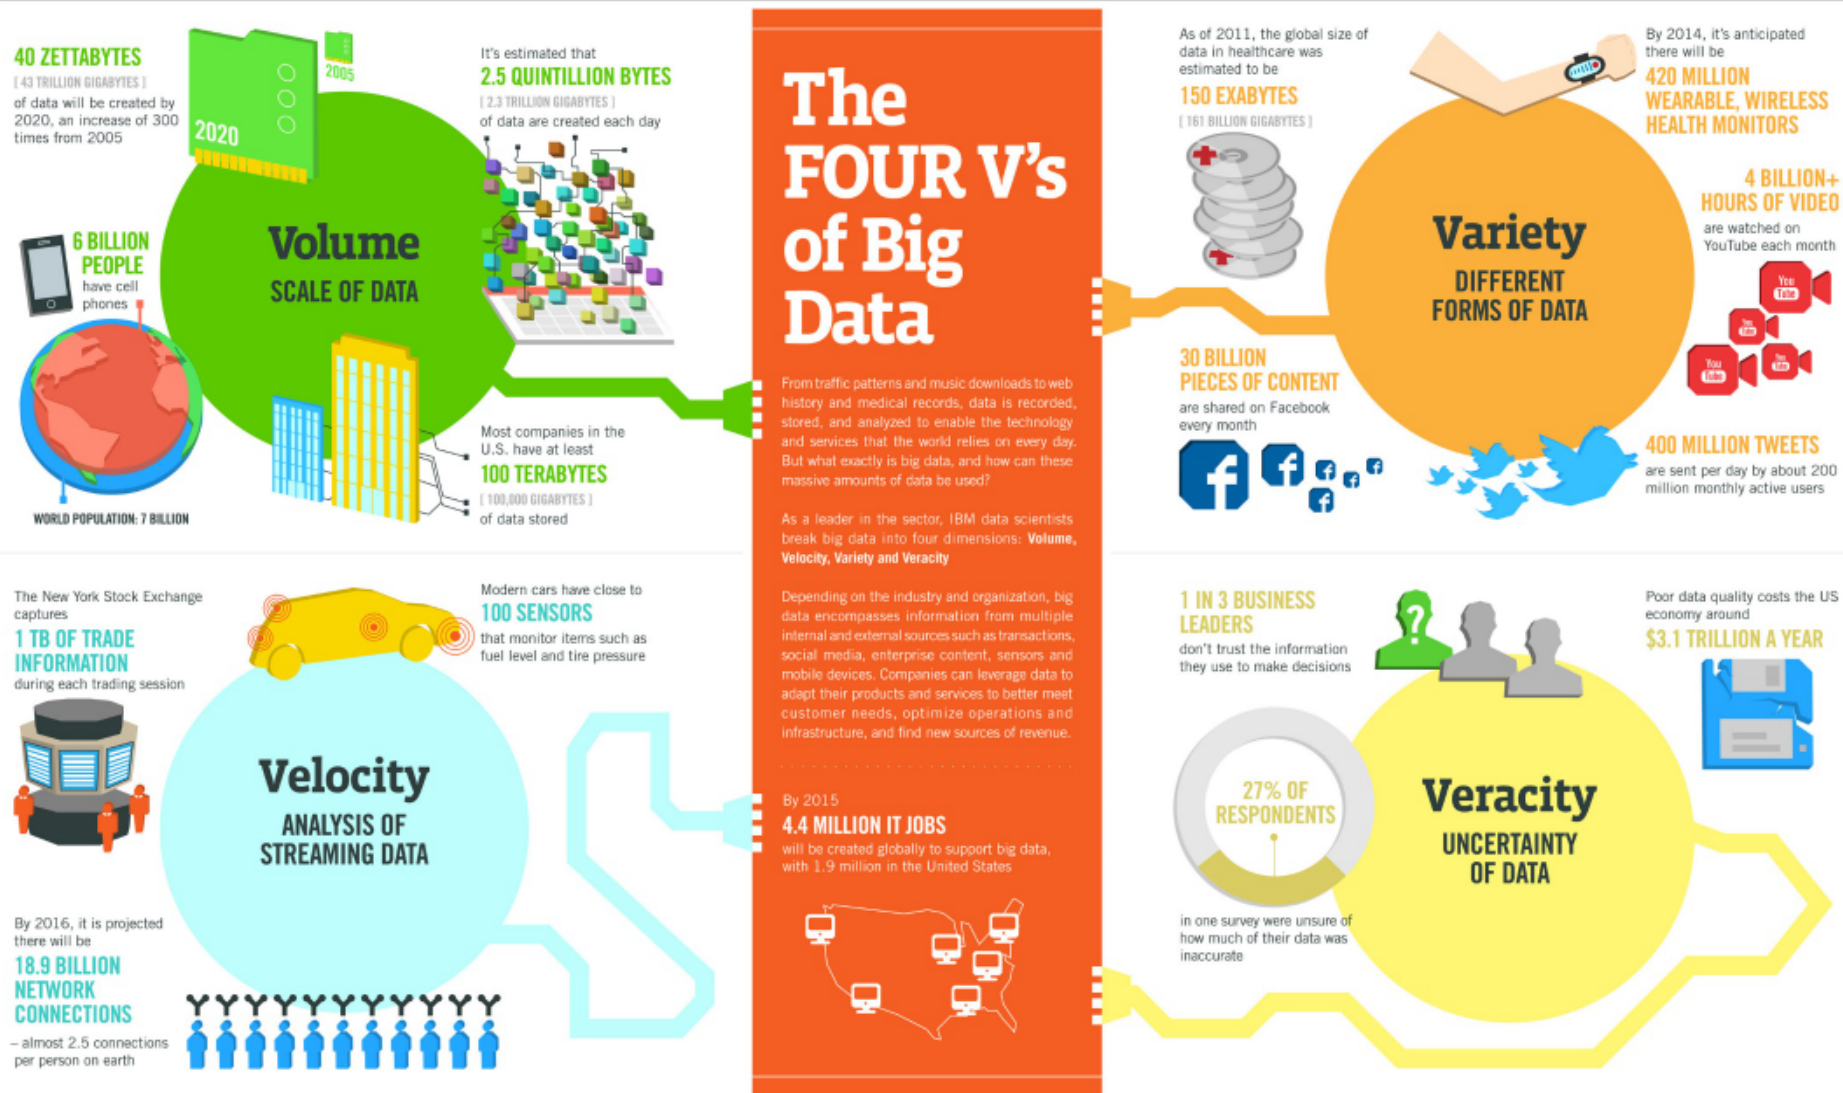 40 ZETTABYTES
[ 43 TRILLION GIGABYTES ]
of data will be created by
2020, an increase of 300
times from 2005
2020
2005
It's estimated that
2.5 QUINTILLION BYTES
[ 2.3 TRILLION GIGABYTES ]
of data are created each day
6 BILLION
PEOPLE
have cell
phones
Volume
SCALE OF DATA
WORLD POPULATION: 7 BILLION
Most companies in the
U.S. have at least
100 TERABYTES
[ 100,000 GIGABYTES ]
of data stored
The New York Stock Exchange
captures
1 TB OF TRADE
INFORMATION
during each trading session
Modern cars have close to
100 SENSORS
that monitor items such as
fuel level and tire pressure
Velocity
ANALYSIS OF
STREAMING DATA
By 2016, it is projected
there will be
18.9 BILLION
NETWORK
CONNECTIONS
– almost 2.5 connections
per person on earth
The
FOUR V's
of Big
Data
From traffic patterns and music downloads to web
history and medical records, data is recorded,
stored, and analyzed to enable the technology
and services that the world relies on every day.
But what exactly is big data, and how can these
massive amounts of data be used?
As a leader in the sector, IBM data scientists
break big data into four dimensions: Volume,
Velocity, Variety and Veracity
Depending on the industry and organization, big
data encompasses information from multiple
internal and external sources such as transactions,
social media, enterprise content, sensors and
mobile devices. Companies can leverage data to
adapt their products and services to better meet
customer needs, optimize operations and
infrastructure, and find new sources of revenue.
By 2015
4.4 MILLION IT JOBS
will be created globally to support big data,
with 1.9 million in the United States
As of 2011, the global size of
data in healthcare was
estimated to be
150 EXABYTES
[ 161 BILLION GIGABYTES ]
By 2014, it's anticipated
there will be
420 MILLION
WEARABLE, WIRELESS
HEALTH MONITORS
4 BILLION+
HOURS OF VIDEO
are watched on
YouTube each month
You
Tube
You
Tube
You
Tube
You
Tube
Variety
DIFFERENT
FORMS OF DATA
30 BILLION
PIECES OF CONTENT
are shared on Facebook
every month
400 MILLION TWEETS
are sent per day by about 200
million monthly active users
1 IN 3 BUSINESS
LEADERS
don't trust the information
they use to make decisions
?
Poor data quality costs the US
economy around
$3.1 TRILLION A YEAR
27% OF
RESPONDENTS
in one survey were unsure of
how much of their data was
inaccurate
Veracity
UNCERTAINTY
OF DATA